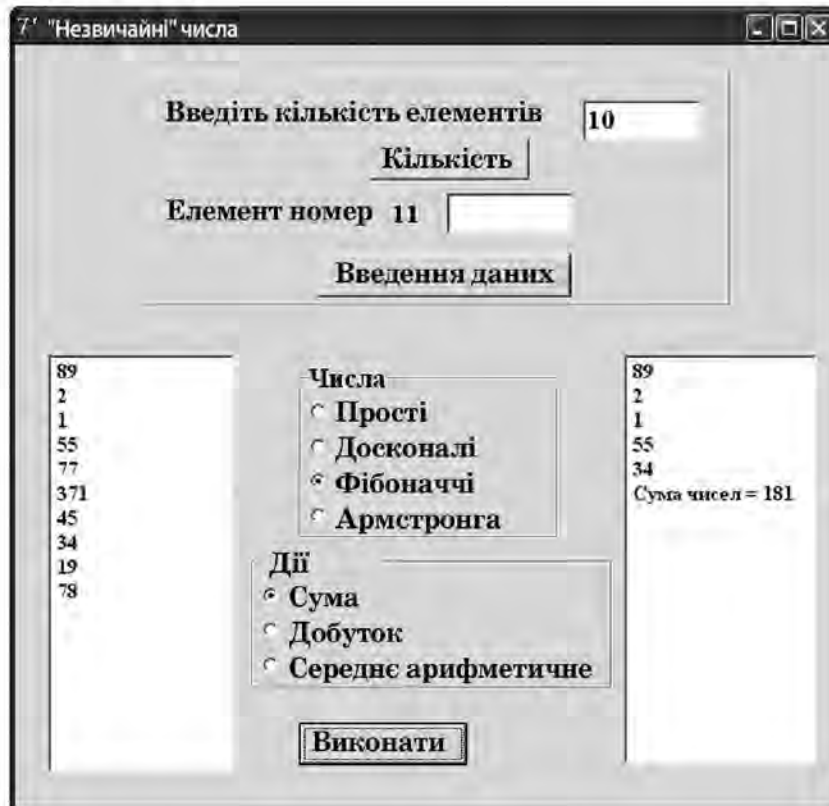 "Незвичайні" числа
Введіть кількість елементів 10
Кількість
Елемент номер 11
Введення даних
89
2
1
55
77
371
45
34
19
78
Числа
Прості
Досконалі
Фібоначчі
Армстронга
Дії
Сума
Добуток
Середнє арифметичне
Виконати
89
2
1
55
34
Сума чисел = 181